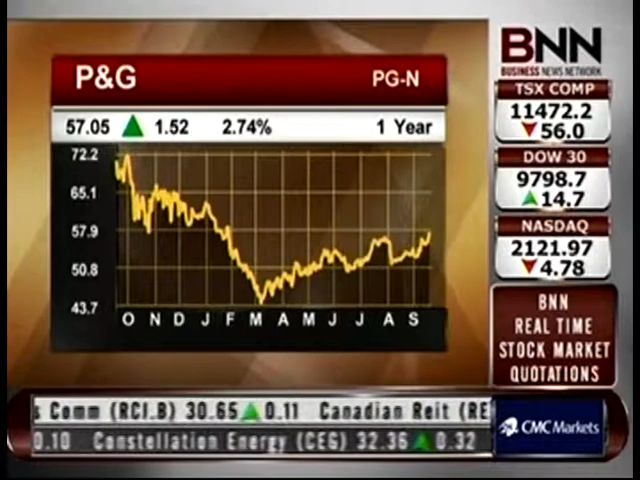 P&G PG-N
57.05 1.52 2.74% 1 Year
72.2
65.1
57.9
50.8
43.7
O N D J F M A M J J A S
BNN
BUSINESS NEWS NETWORK
TSX COMP
11472.2
56.0
DOW 30
9798.7
14.7
NASDAQ
2121.97
4.78
BNN
REAL TIME
STOCK MARKET
QUOTATIONS
s Comm (RCI.B) 30.65 0.11 Canadian Reit (RE
0.10 Constellation Energy (CEG) 32.36 0.32
CMC Markets